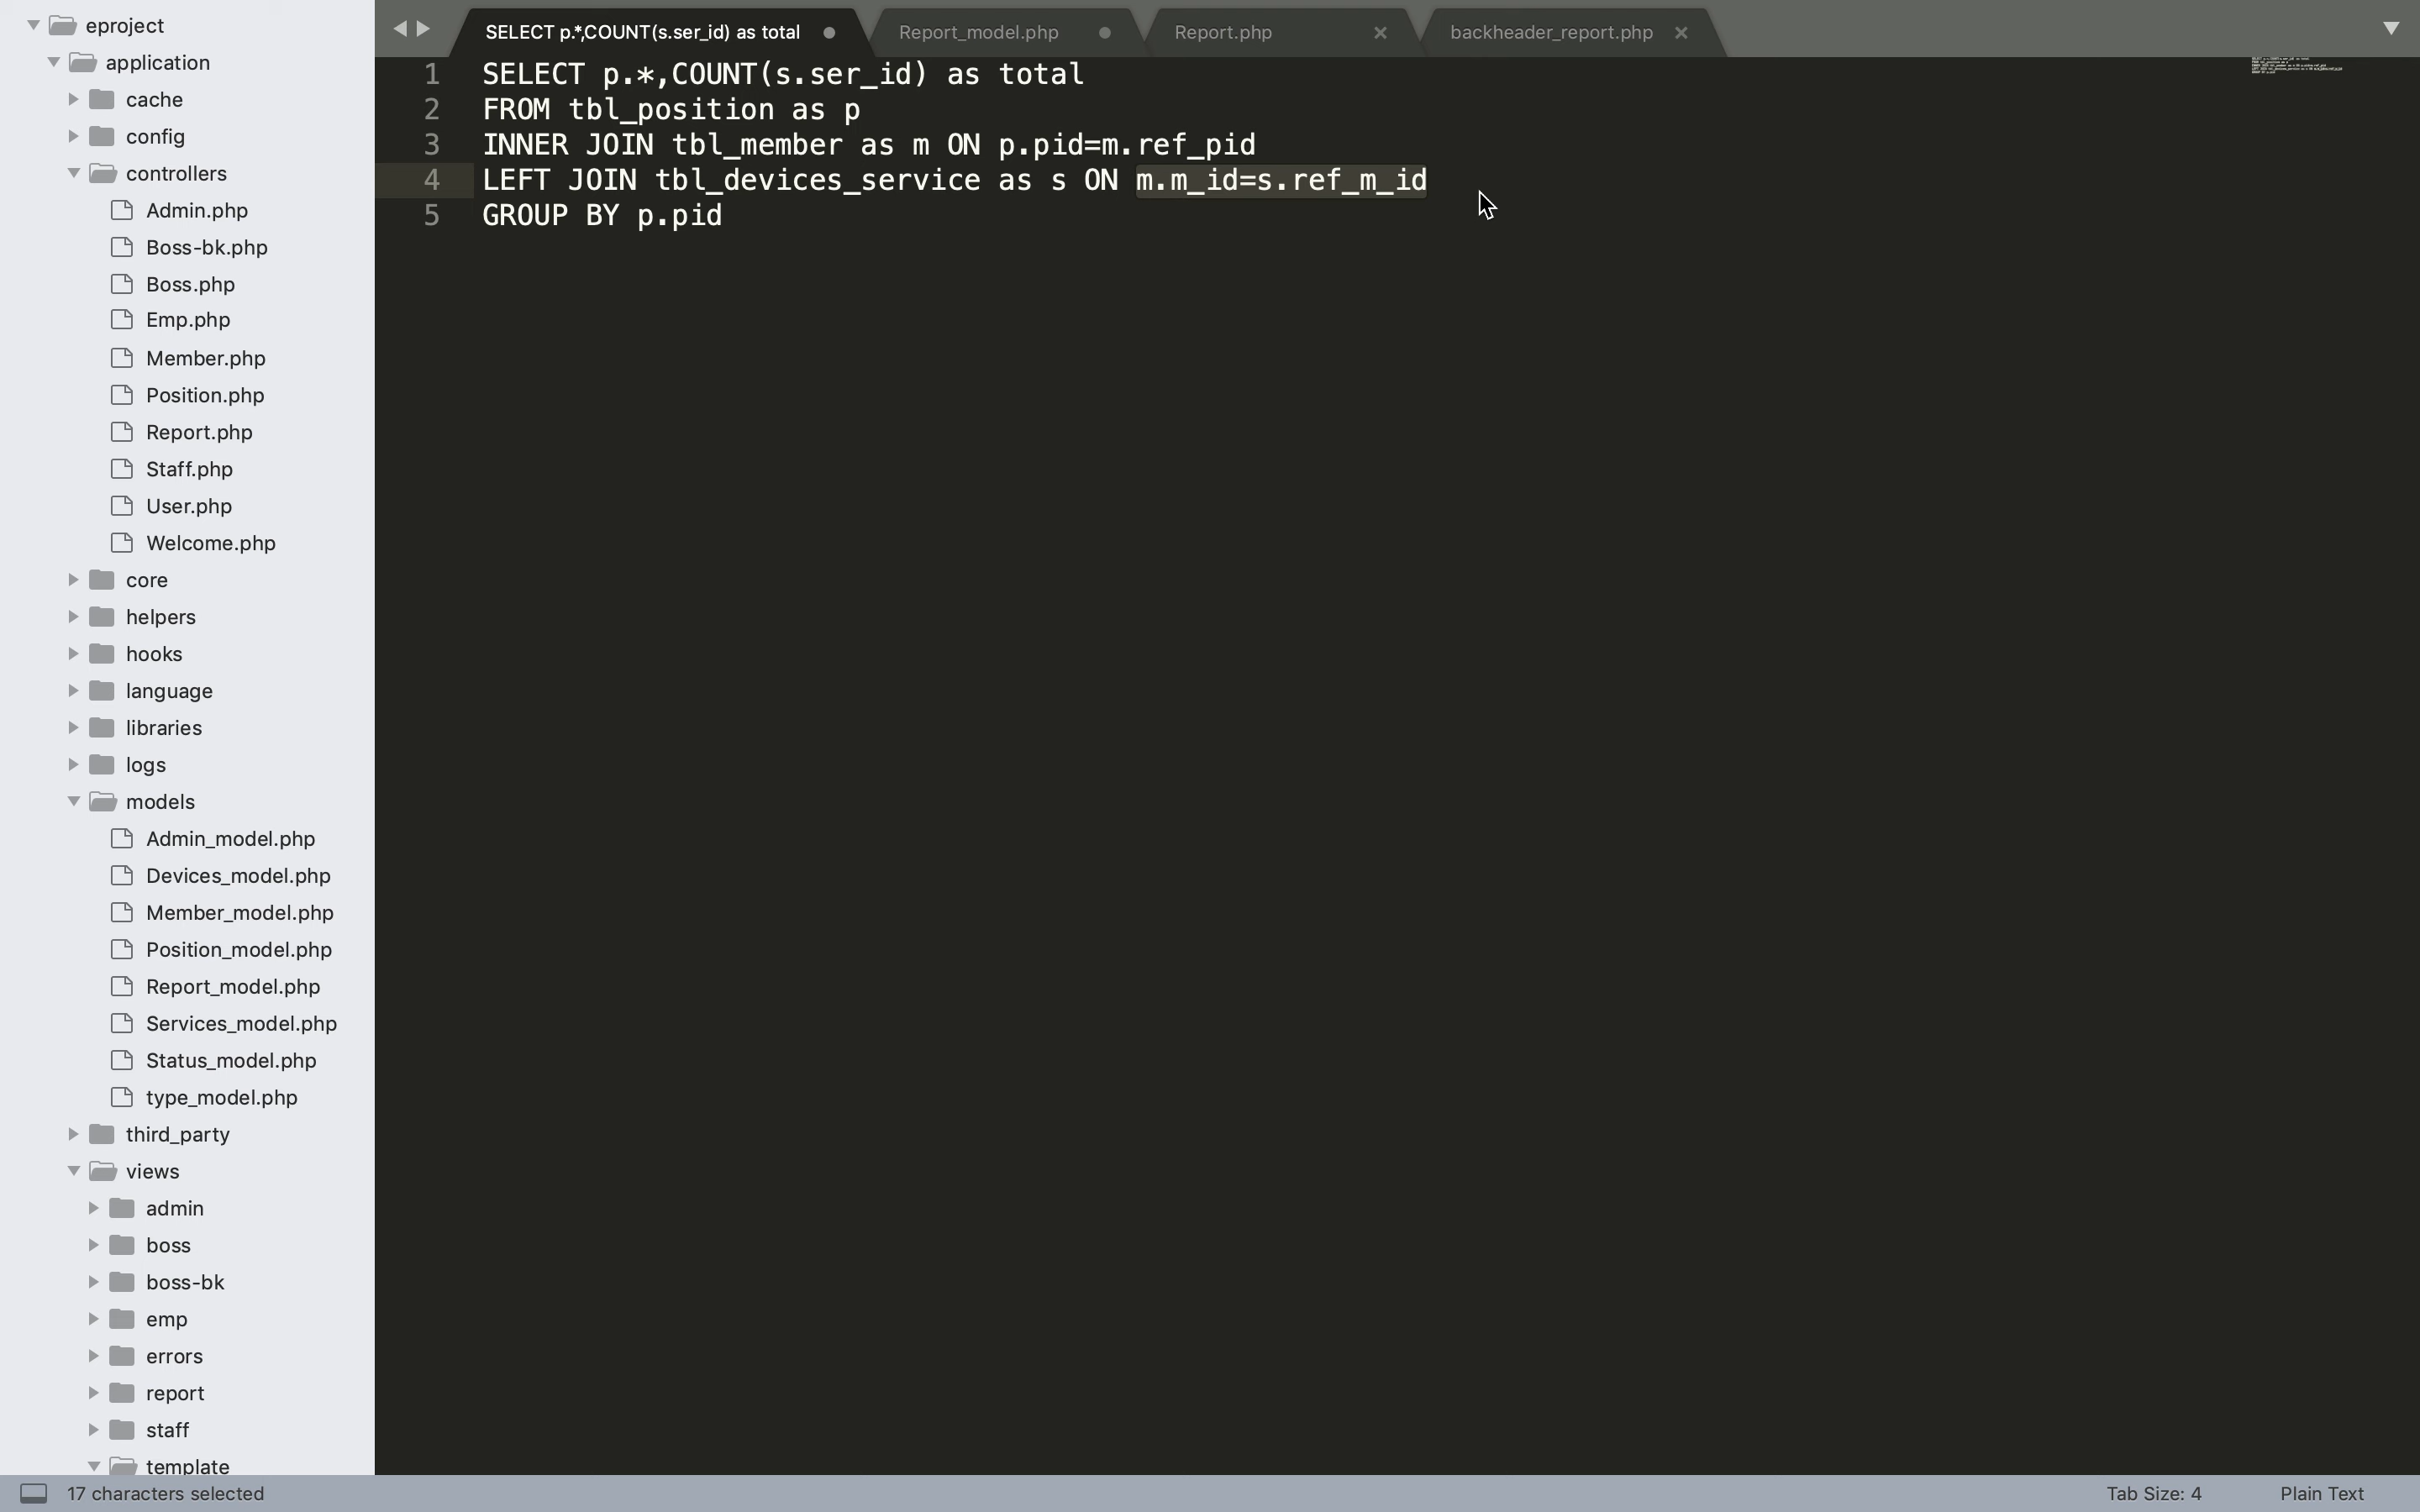 eproject
application
cache
config
controllers
Admin.php
Boss-bk.php
Boss.php
Emp.php
Member.php
Position.php
Report.php
Staff.php
User.php
Welcome.php
core
helpers
hooks
language
libraries
logs
models
Admin_model.php
Devices_model.php
Member_model.php
Position_model.php
Report_model.php
Services_model.php
Status_model.php
type_model.php
third_party
views
admin
boss
boss-bk
emp
errors
report
staff
template
SELECT p.*,COUNT(s.ser_id) as total
Report_model.php
Report.php
backheader_report.php
1 SELECT p.*,COUNT(s.ser_id) as total
2 FROM tbl_position as p
3 INNER JOIN tbl_member as m ON p.pid=m.ref_pid
4 LEFT JOIN tbl_devices_service as s ON m.m_id=s.ref_m_id
5 GROUP BY p.pid
17 characters selected
Tab Size: 4
Plain Text